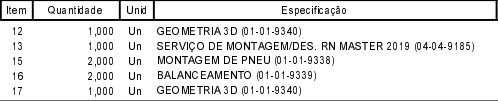 Item Quantidade Unid Especificação
12 1,000 Un GEOMETRIA 3D (01-01-9340)
13 1,000 Un SERVIÇO DE MONTAGEM/DES. RN MASTER 2019 (04-04-9185)
15 2,000 Un MONTAGEM DE PNEU (01-01-9338)
16 2,000 Un BALANCEAMENTO (01-01-9339)
17 1,000 Un GEOMETRIA 3D (01-01-9340)